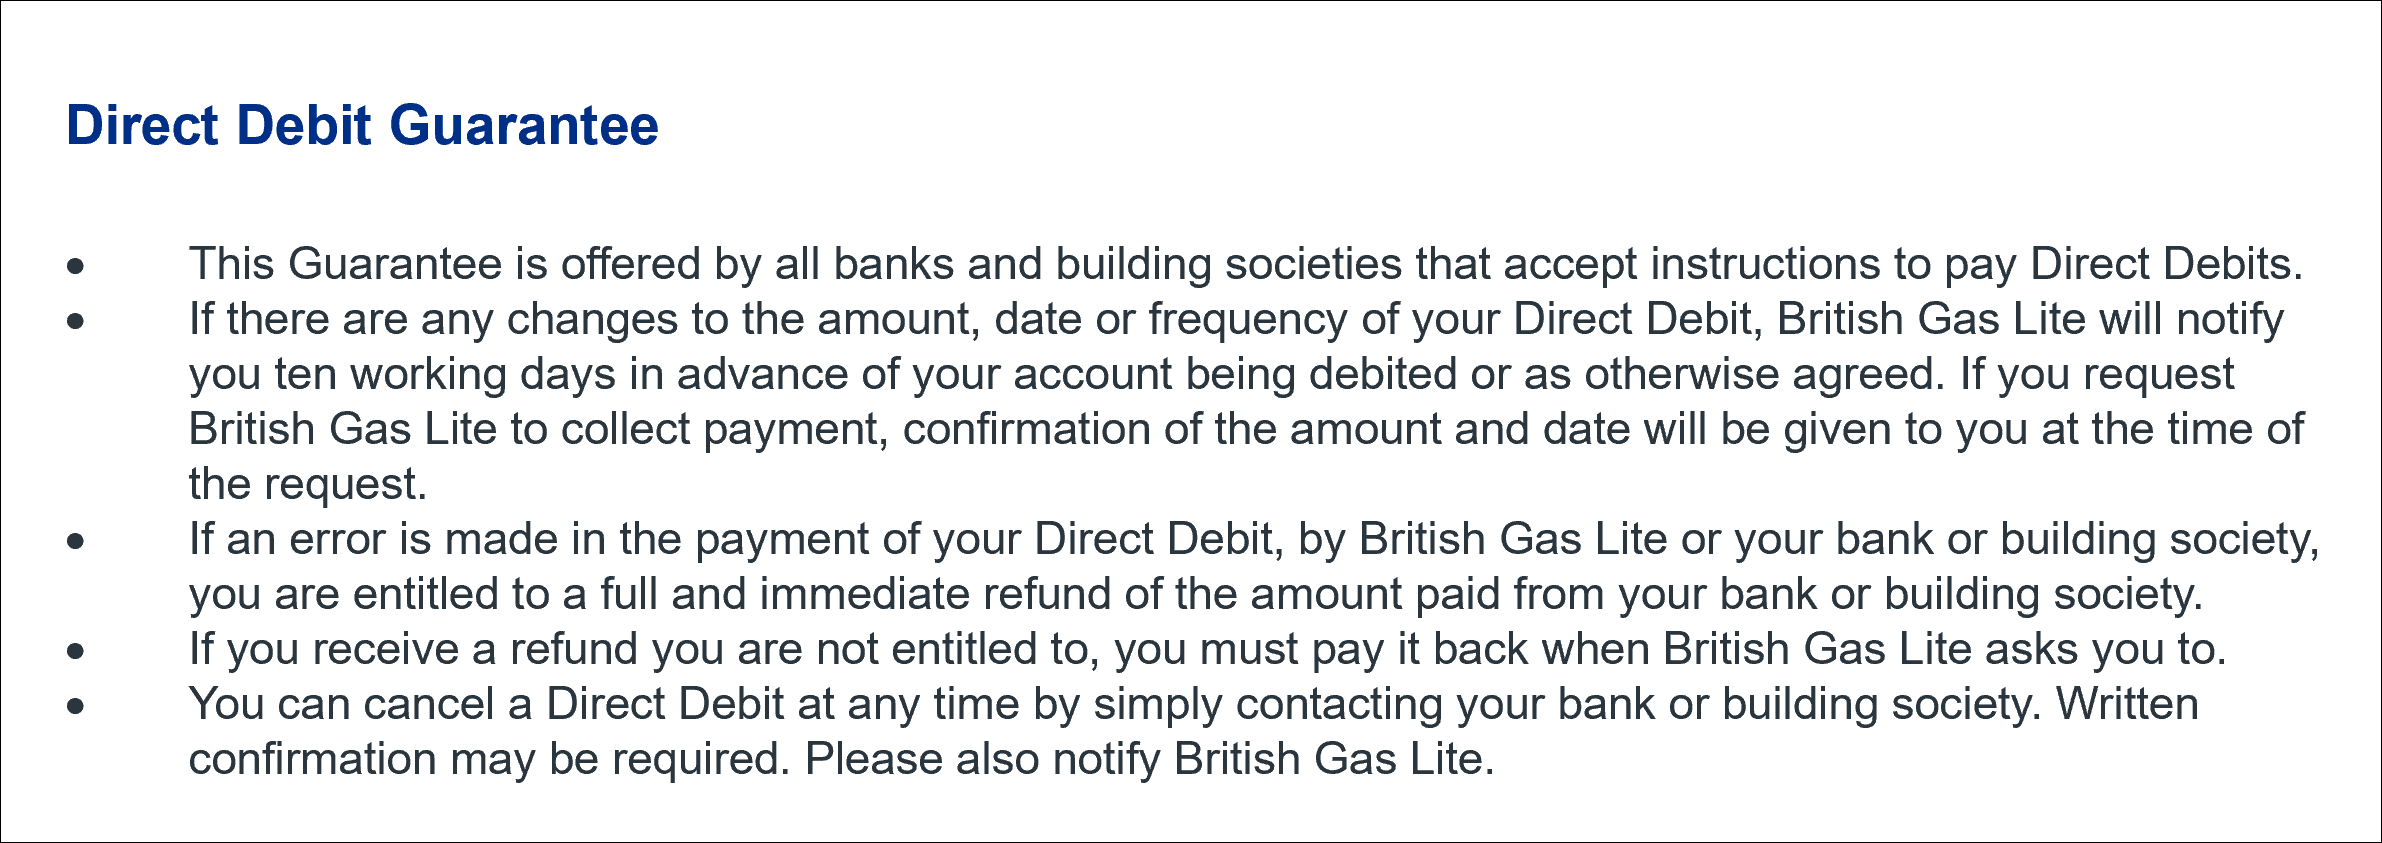 Direct Debit Guarantee
• This Guarantee is offered by all banks and building societies that accept instructions to pay Direct Debits.
• If there are any changes to the amount, date or frequency of your Direct Debit, British Gas Lite will notify
you ten working days in advance of your account being debited or as otherwise agreed. If you request
British Gas Lite to collect payment, confirmation of the amount and date will be given to you at the time of
the request.
• If an error is made in the payment of your Direct Debit, by British Gas Lite or your bank or building society,
you are entitled to a full and immediate refund of the amount paid from your bank or building society.
• If you receive a refund you are not entitled to, you must pay it back when British Gas Lite asks you to.
• You can cancel a Direct Debit at any time by simply contacting your bank or building society. Written
confirmation may be required. Please also notify British Gas Lite.